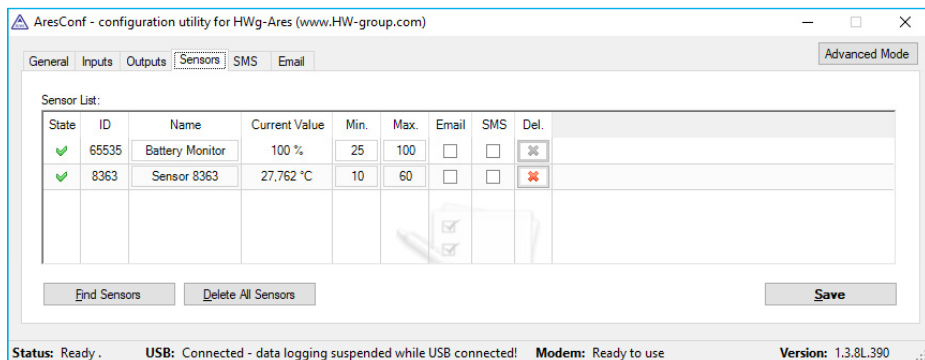 AresConf - configuration utility for HWg-Ares (www.HW-group.com)
Advanced Mode
General Inputs Outputs Sensors SMS Email
Sensor List:
State ID Name Current Value Min. Max. Email SMS Del.
65535 Battery Monitor 100 % 25 100
8363 Sensor 8363 27,762 °C 10 60
Find Sensors Delete All Sensors Save
Status: Ready . USB: Connected - data logging suspended while USB connected! Modem: Ready to use Version: 1.3.8L.390